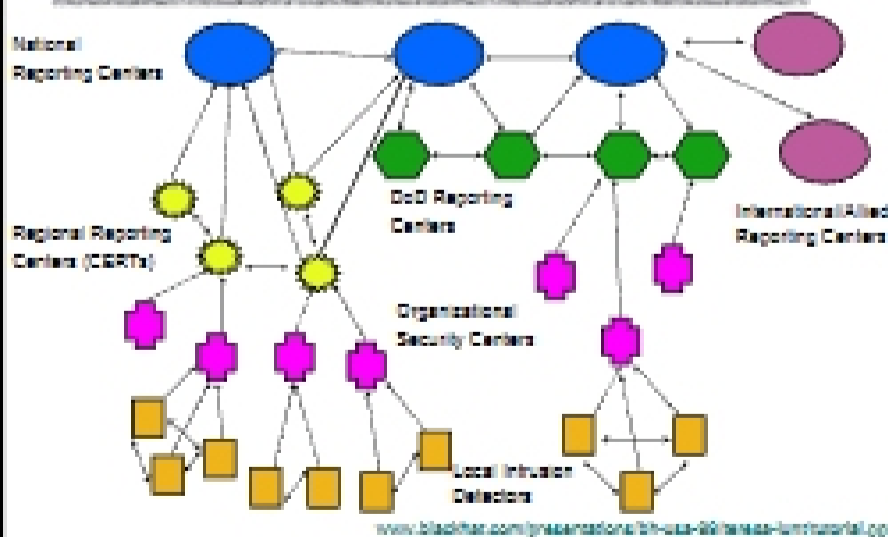 National
Reporting Centers
DoD Reporting
Centers
International/Allied
Reporting Centers
Regional Reporting
Centers (CERTs)
Organizational
Security Centers
Local Intrusion
Detectors